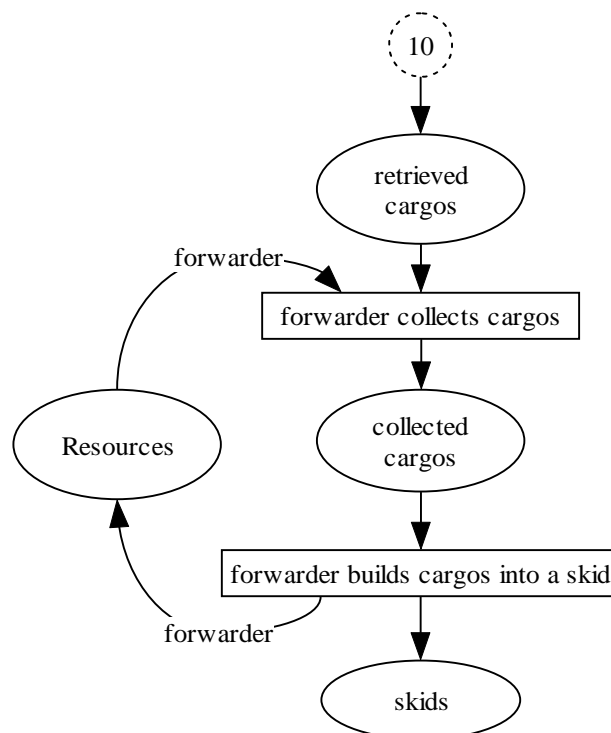 10
retrieved
cargos
forwarder
forwarder collects cargos
Resources
collected
cargos
forwarder builds cargos into a skid
forwarder
skids